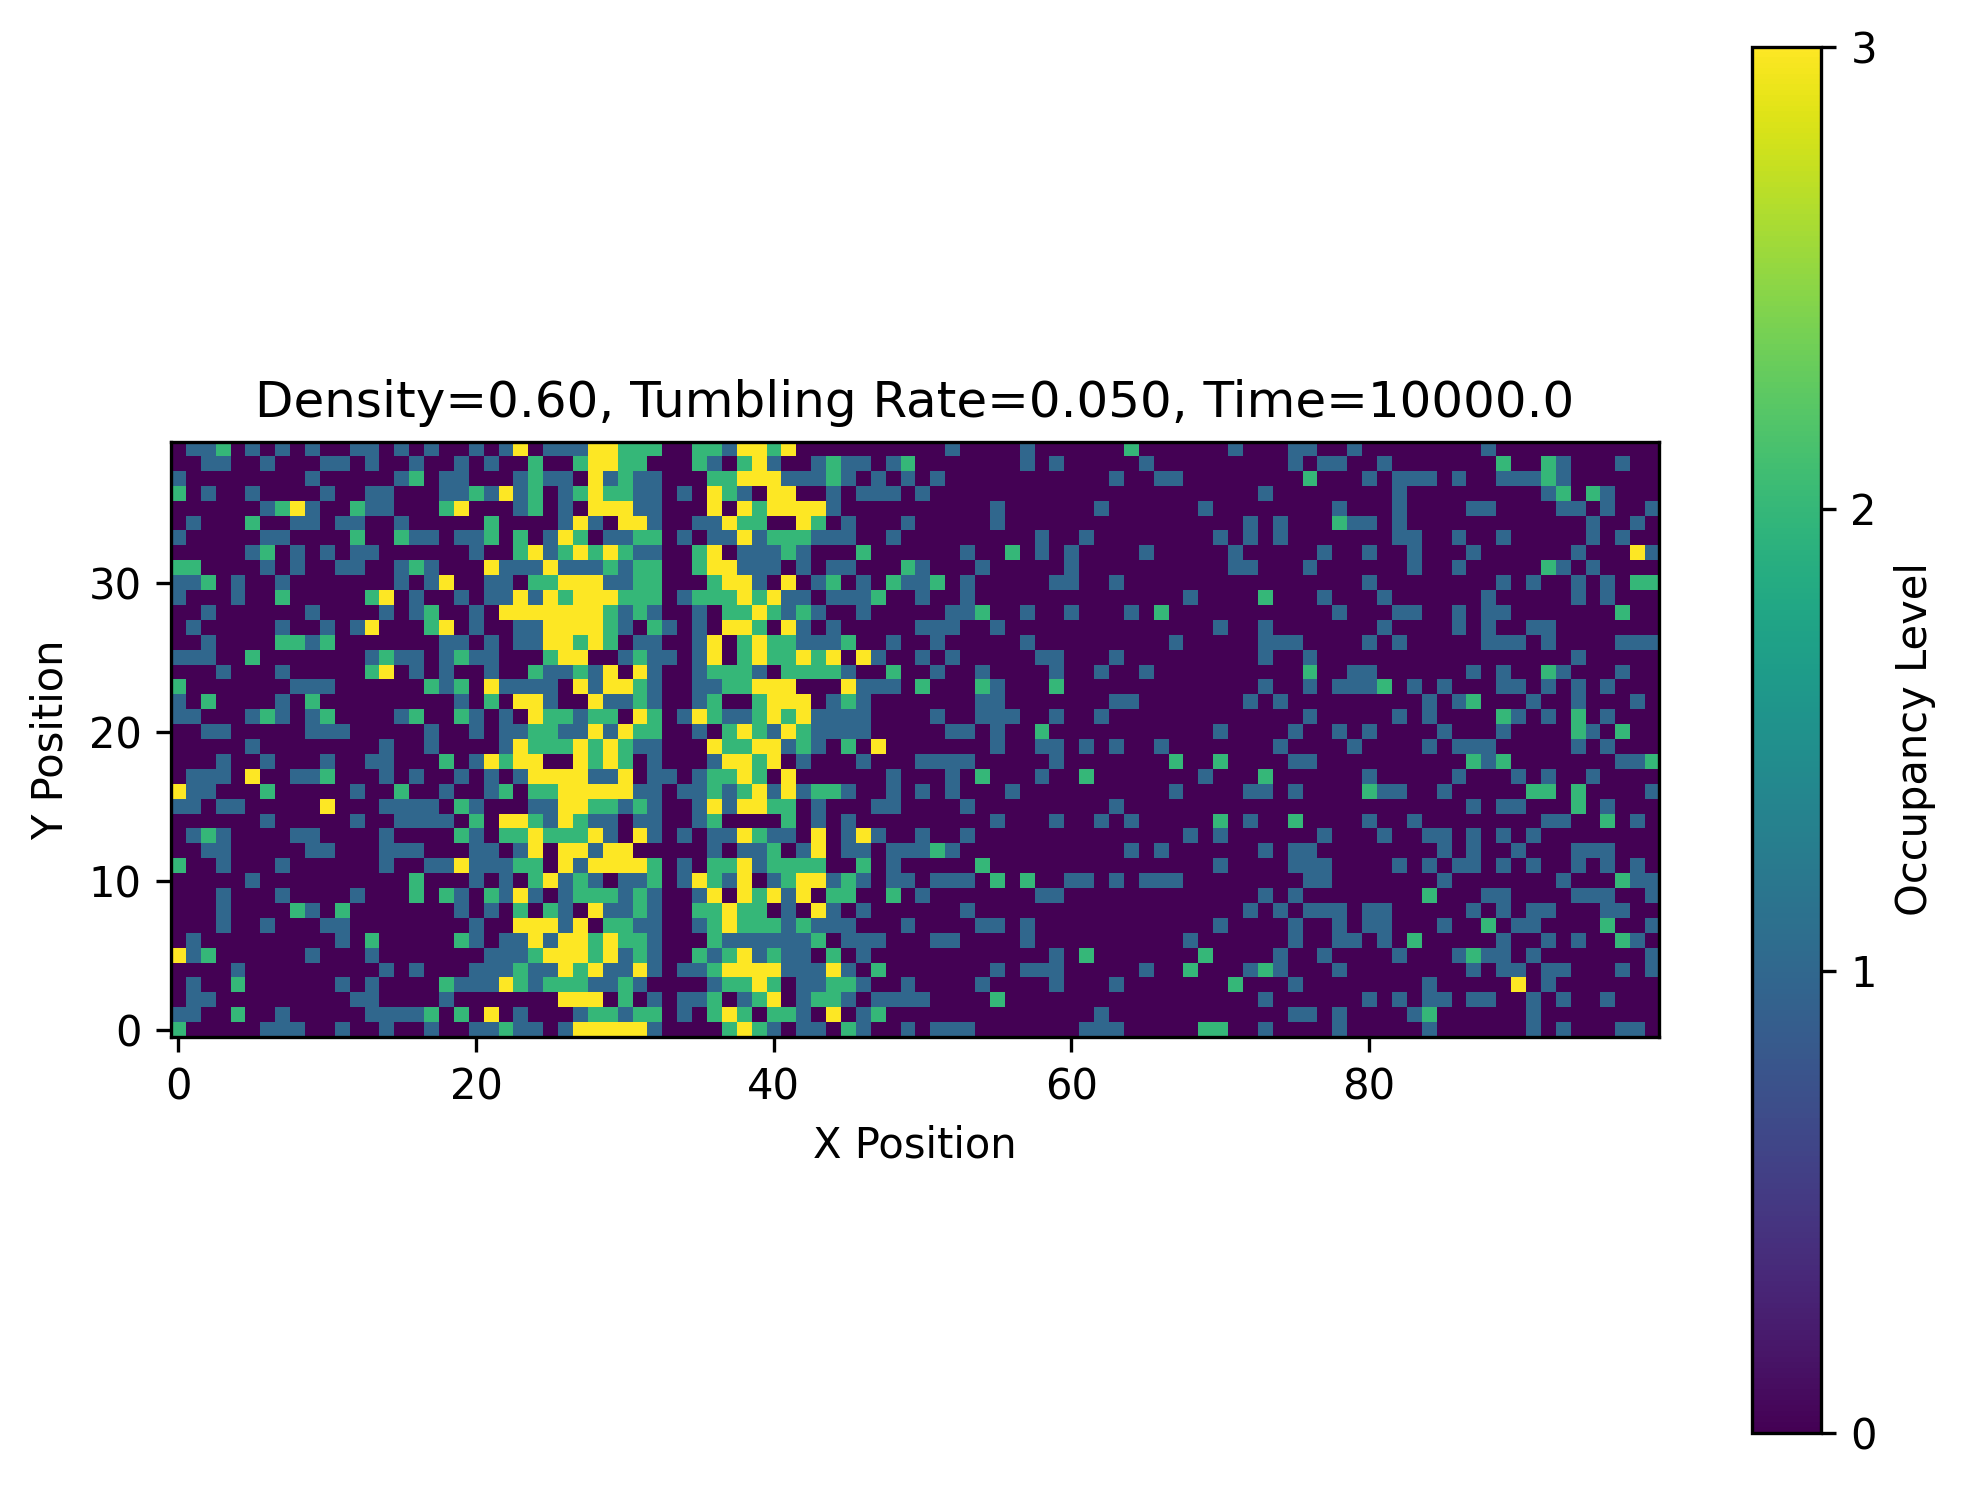 Density=0.60, Tumbling Rate=0.050, Time=10000.0
Y Position
30
20
10
0
0 20 40 60 80
X Position
3
2
1
0
Occupancy Level